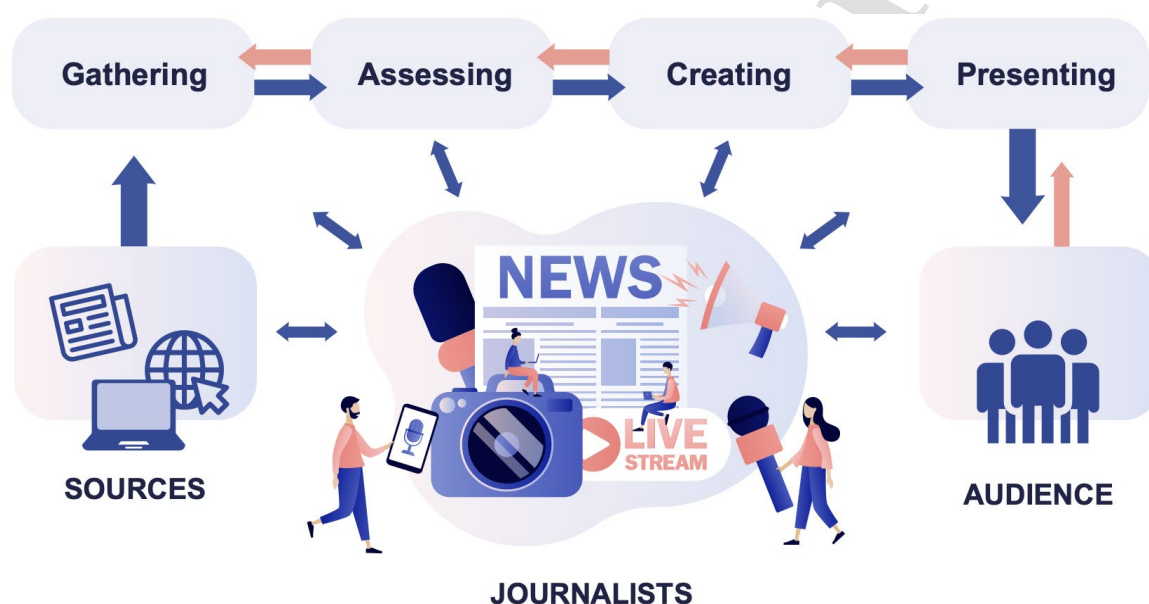 Gathering
Assessing
Creating
Presenting
NEWS
LIVE
STREAM
SOURCES
AUDIENCE
JOURNALISTS